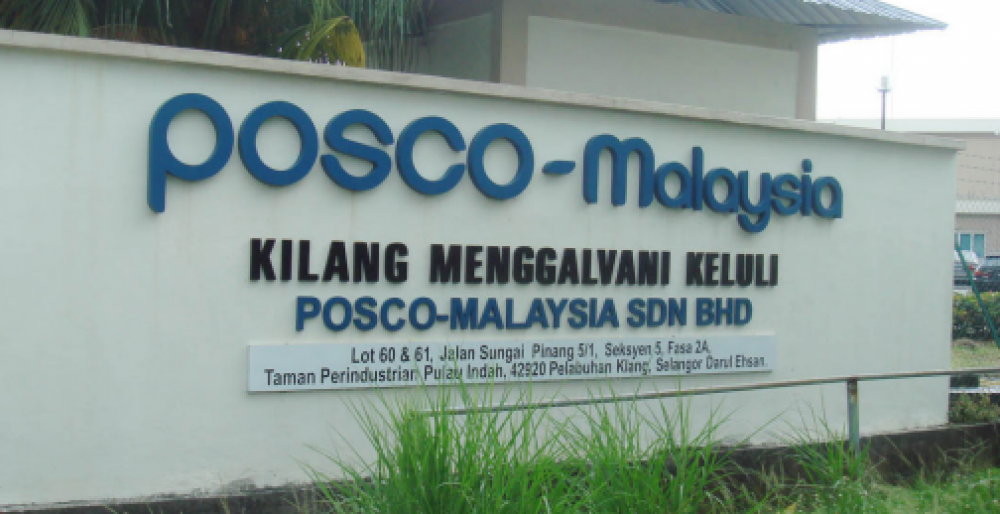 posco-malaysia
KILANG MENGGALVANI KELULI
POSCO-MALAYSIA SDN BHD
Lot 60 & 61, Jalan Sungai Pinang 5/1, Seksyen 5, Fasa 2A,
Taman Perindustrian Pulau Indah, 42920 Pelabuhan Klang, Selangor Darul Ehsan.